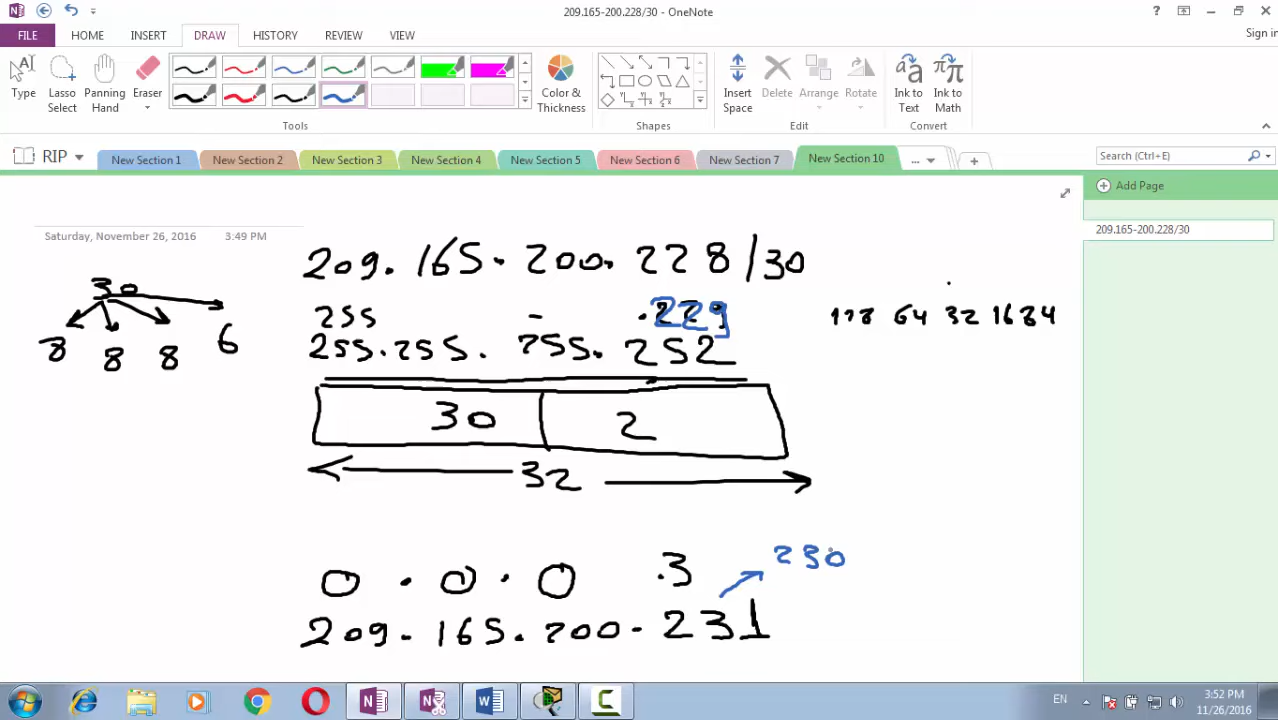 209.165-200.228/30 - OneNote
Sign in
FILE HOME INSERT DRAW HISTORY REVIEW VIEW
Type
Lasso Select
Panning Hand
Eraser
Color & Thickness
Insert Space
Delete
Arrange
Rotate
Ink to Text
Ink to Math
Tools
Shapes
Edit
Convert
RIP
New Section 1
New Section 2
New Section 3
New Section 4
New Section 5
New Section 6
New Section 7
New Section 8
New Section 10
Search (Ctrl+E)
Add Page
209.165-200.228/30
Saturday, November 26, 2016 3:49 PM
209.165.200.228/30
30
8 8 8 6
255 - .229
128 64 32 16 8 4
255.255.255.252
30 2
32
230
0.0.0 .3
209.165.200.231
EN
3:52 PM
11/26/2016